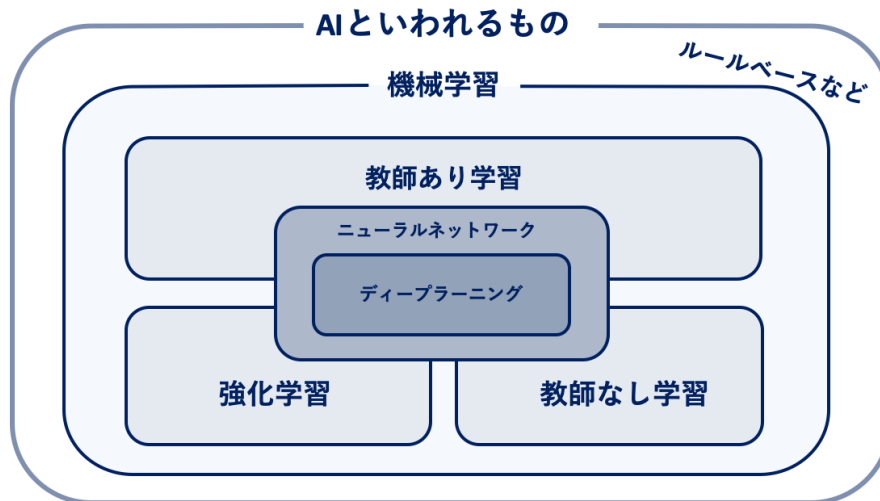 AIといわれるもの
ルールベースなど
機械学習
教師あり学習
ニューラルネットワーク
ディープラーニング
強化学習
教師なし学習